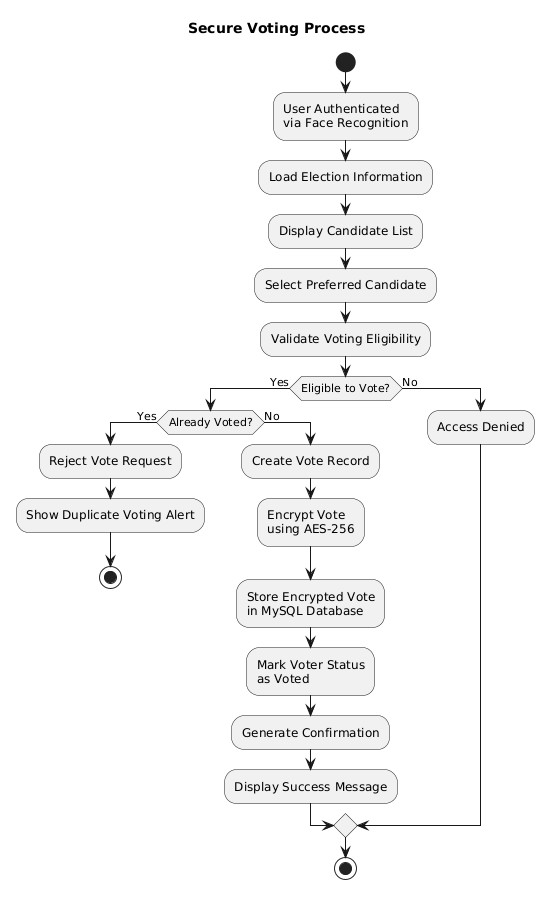 Secure Voting Process
User Authenticated
via Face Recognition
Load Election Information
Display Candidate List
Select Preferred Candidate
Validate Voting Eligibility
Yes
Eligible to Vote?
No
Yes
Already Voted?
No
Access Denied
Reject Vote Request
Create Vote Record
Show Duplicate Voting Alert
Encrypt Vote
using AES-256
Store Encrypted Vote
in MySQL Database
Mark Voter Status
as Voted
Generate Confirmation
Display Success Message